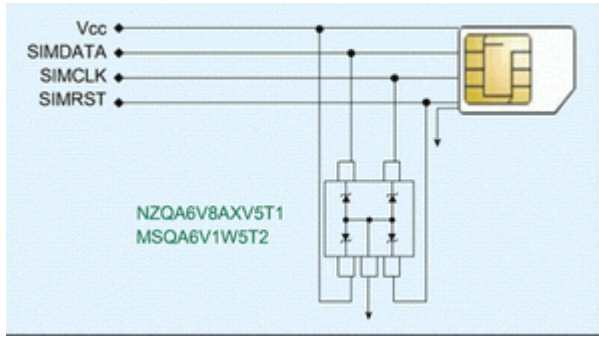 Vcc
SIMDATA
SIMCLK
SIMRST
NZQA6V8AXV5T1
MSQA6V1W5T2